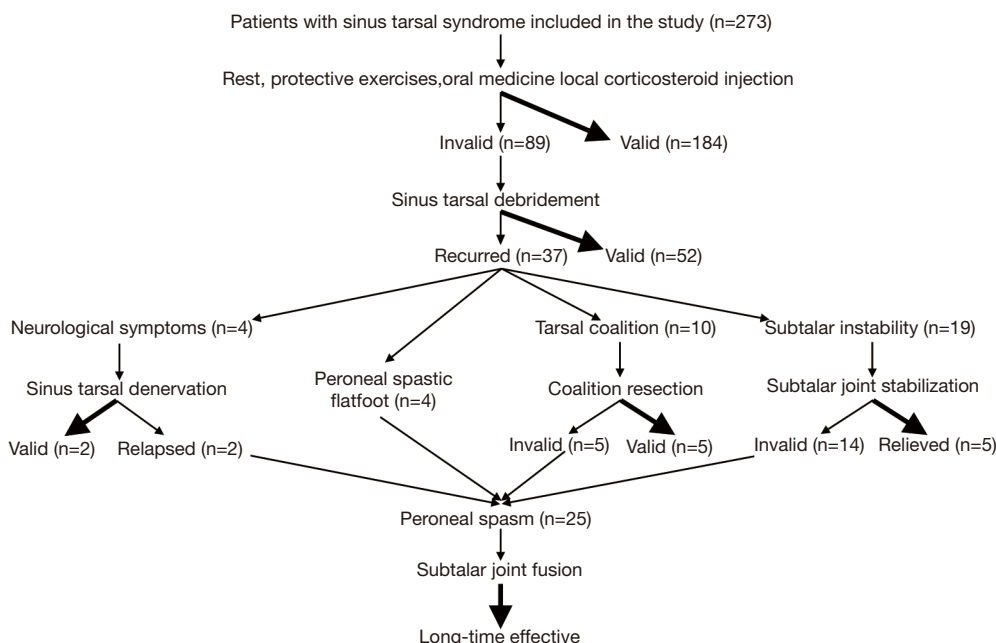 Patients with sinus tarsal syndrome included in the study (n=273)
Rest, protective exercises,oral medicine local corticosteroid injection
Invalid (n=89)
Valid (n=184)
Sinus tarsal debridement
Recurred (n=37)
Valid (n=52)
Neurological symptoms (n=4)
Tarsal coalition (n=10)
Subtalar instability (n=19)
Peroneal spastic
flatfoot (n=4)
Sinus tarsal denervation
Coalition resection
Subtalar joint stabilization
Valid (n=2)
Relapsed (n=2)
Invalid (n=5)
Valid (n=5)
Invalid (n=14)
Relieved (n=5)
Peroneal spasm (n=25)
Subtalar joint fusion
Long-time effective